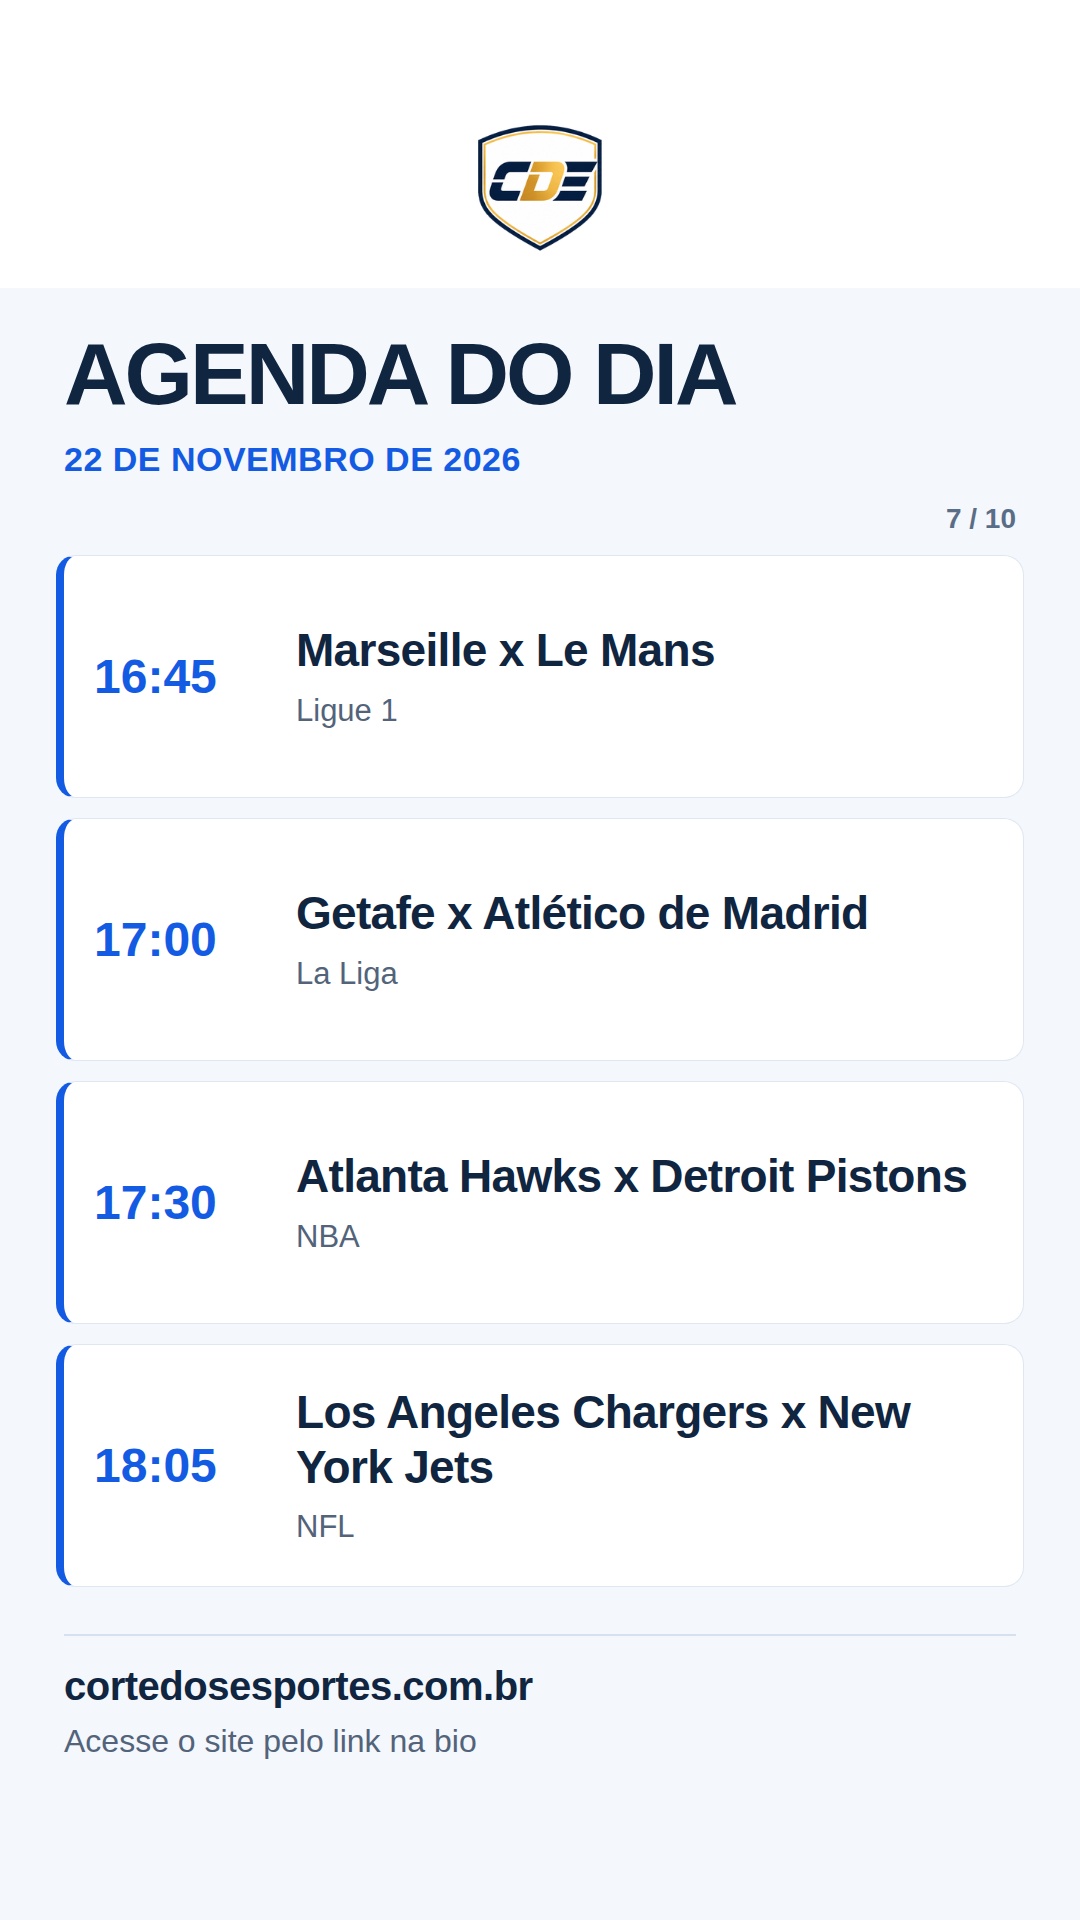 CDE
AGENDA DO DIA
22 DE NOVEMBRO DE 2026
7 / 10
16:45
Marseille x Le Mans
Ligue 1
17:00
Getafe x Atlético de Madrid
La Liga
17:30
Atlanta Hawks x Detroit Pistons
NBA
18:05
Los Angeles Chargers x New
York Jets
NFL
cortedosesportes.com.br
Acesse o site pelo link na bio